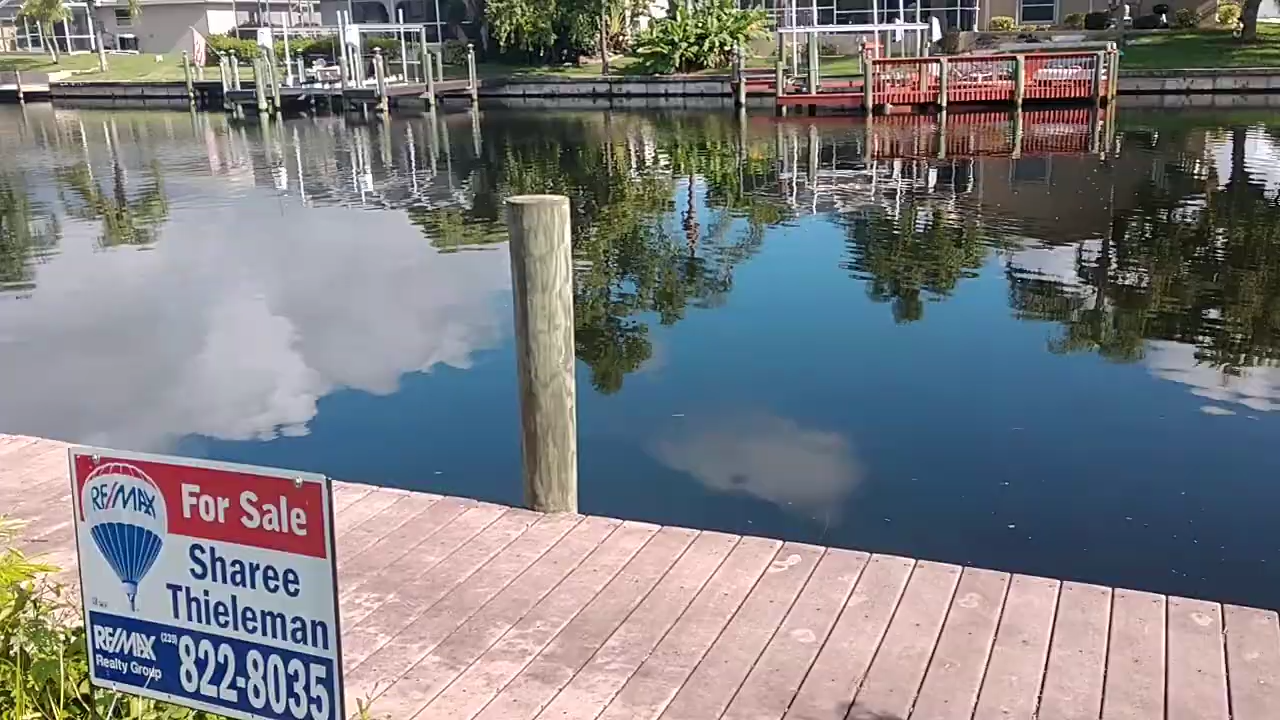 RE/MAX
For Sale
Sharee
Thieleman
RE/MAX
Realty Group
(239) 822-8035